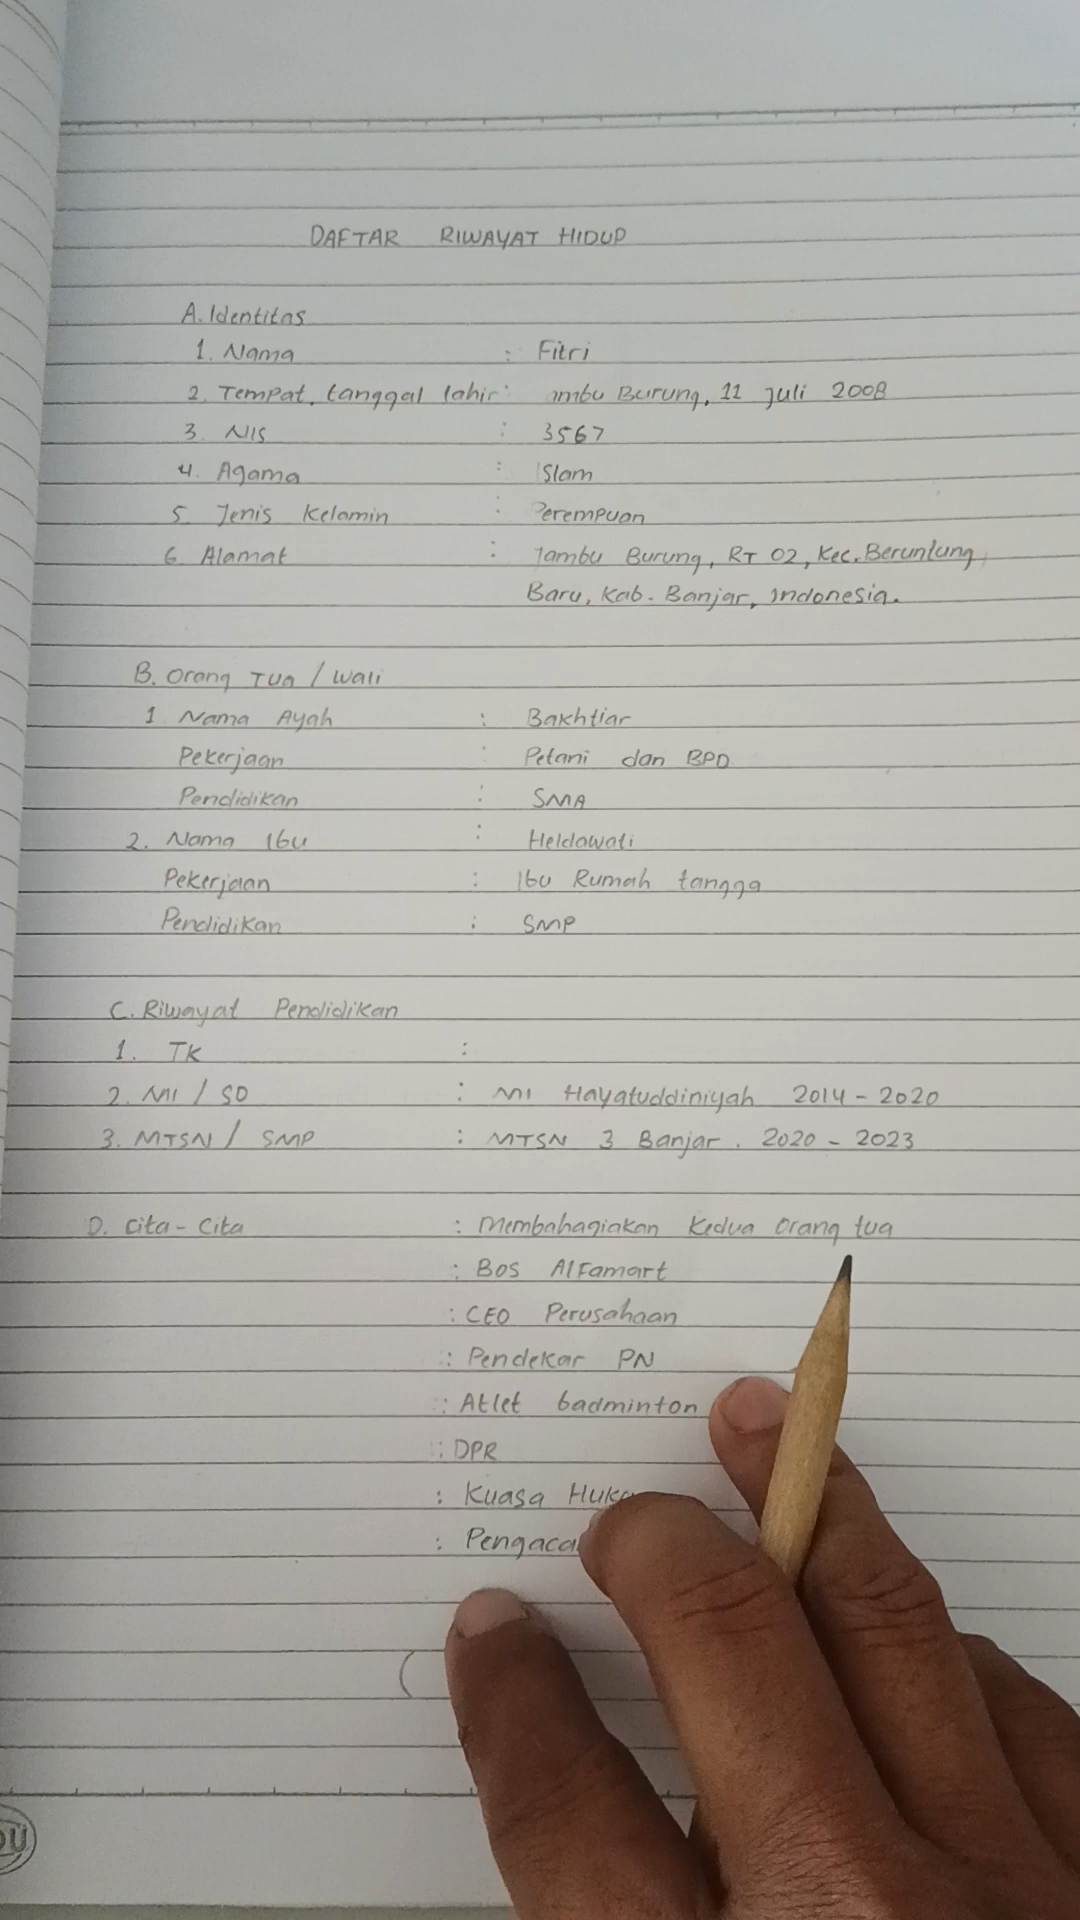 DAFTAR RIWAYAT HIDUP
A. Identitas
1. Nama : Fitri
2. Tempat, tanggal lahir : ambu Burung, 11 Juli 2008
3. NIS : 3567
4. Agama : Islam
5. Jenis Kelamin : Perempuan
6. Alamat : Jambu Burung, RT 02, Kec. Beruntung
Baru, Kab. Banjar, Indonesia.
B. Orang Tua / Wali
1 Nama Ayah : Bakhtiar
Pekerjaan : Petani dan BPD
Pendidikan : SMA
2. Nama Ibu : Heldawati
Pekerjaan : Ibu Rumah tangga
Pendidikan : SMP
C. Riwayat Pendidikan
1. TK :
2. MI / SD : MI Hayatuddiniyah 2014 - 2020
3. MTSN / SMP : MTSN 3 Banjar . 2020 - 2023
D. Cita - Cita : Membahagiakan Kedua Orang tua
: Bos Alfamart
: CEO Perusahaan
: Pendekar PN
: Atlet badminton
: DPR
: Kuasa
:
(